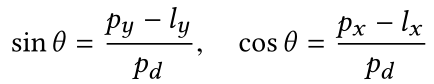 sin θ = (p_y − l_y) / p_d, cos θ = (p_x − l_x) / p_d